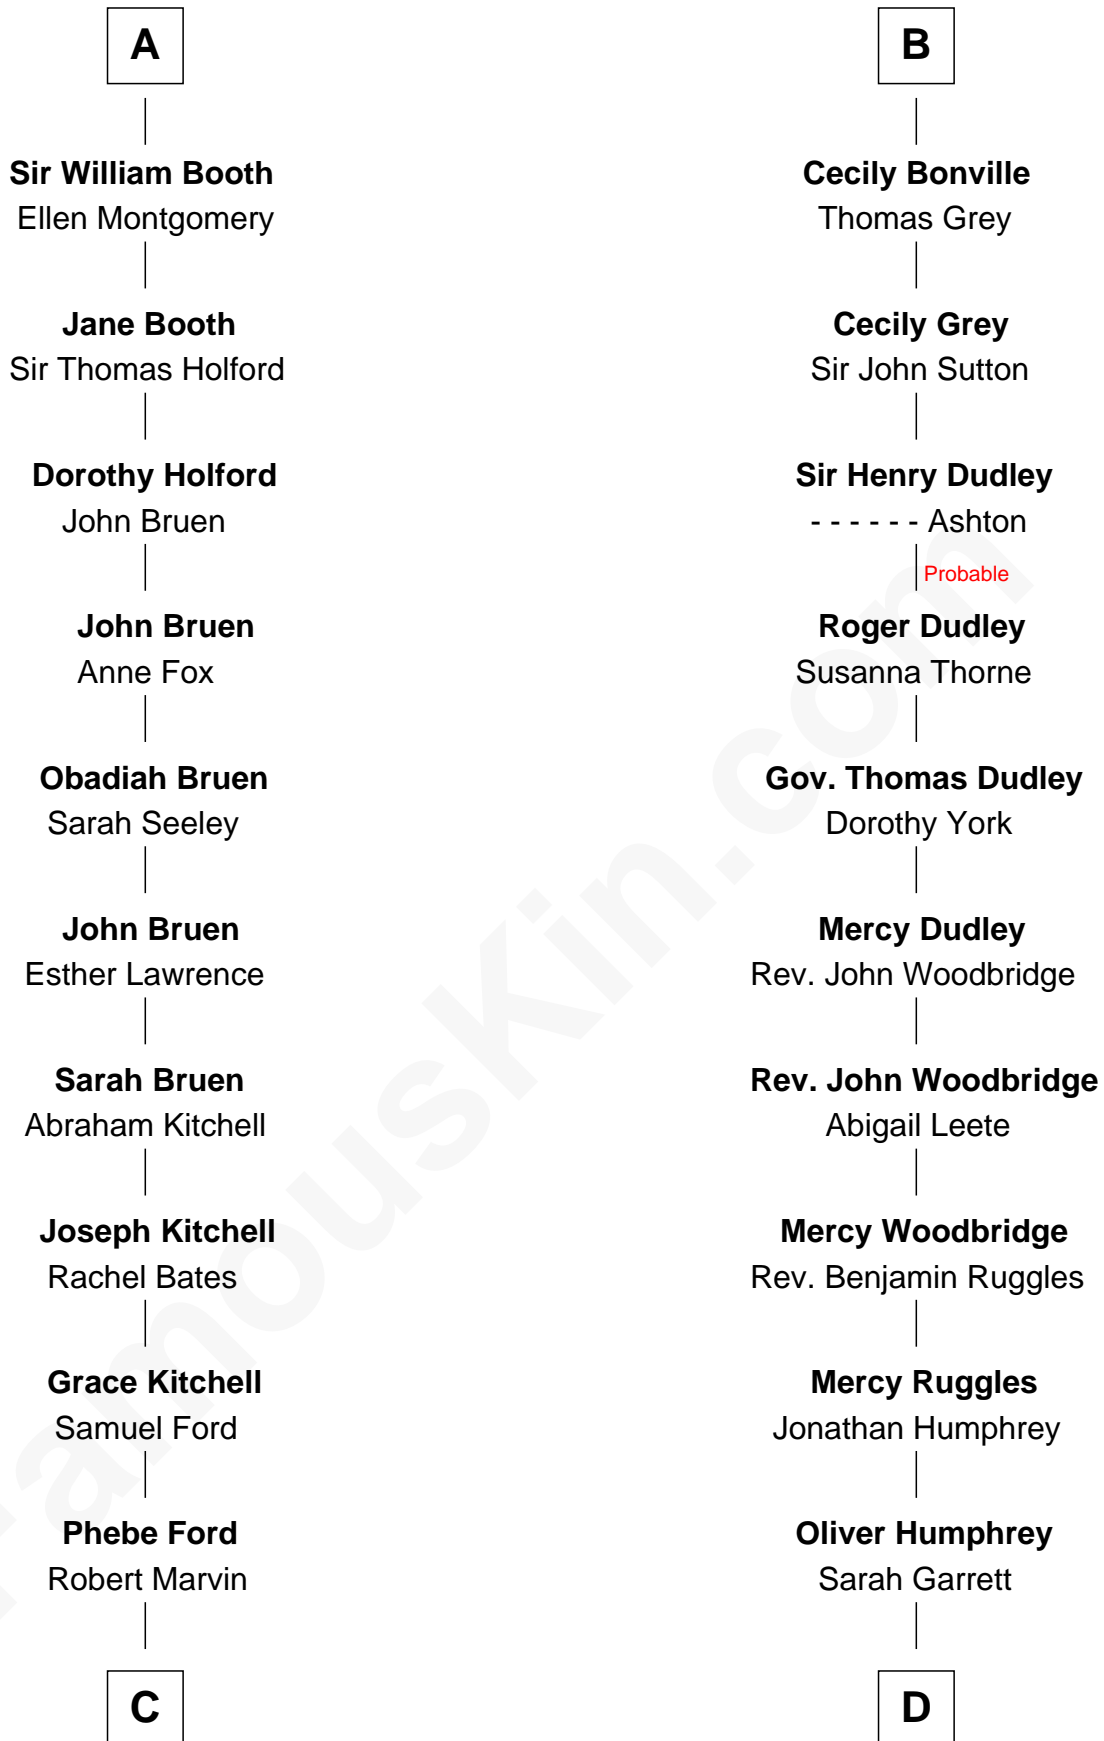 A
Sir William Booth
Ellen Montgomery
Jane Booth
Sir Thomas Holford
Dorothy Holford
John Bruen
John Bruen
Anne Fox
Obadiah Bruen
Sarah Seeley
John Bruen
Esther Lawrence
Sarah Bruen
Abraham Kitchell
Joseph Kitchell
Rachel Bates
Grace Kitchell
Samuel Ford
Phebe Ford
Robert Marvin
C
B
Cecily Bonville
Thomas Grey
Cecily Grey
Sir John Sutton
Sir Henry Dudley
- - - - - - Ashton
Probable
Roger Dudley
Susanna Thorne
Gov. Thomas Dudley
Dorothy York
Mercy Dudley
Rev. John Woodbridge
Rev. John Woodbridge
Abigail Leete
Mercy Woodbridge
Rev. Benjamin Ruggles
Mercy Ruggles
Jonathan Humphrey
Oliver Humphrey
Sarah Garrett
D
FamousKin.com